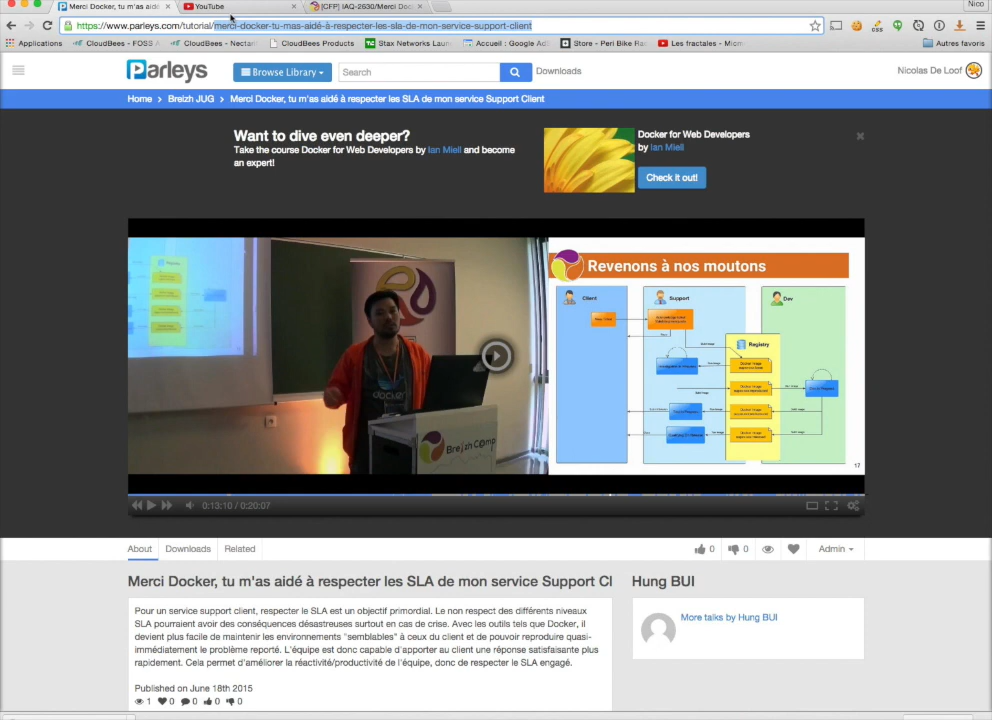 Merci Docker, tu m'as aidé
YouTube
[CFP] IAQ-2630/Merci Doc
Nico
https://www.parleys.com/tutorial/merci-docker-tu-mas-aidé-à-respecter-les-sla-de-mon-service-support-client
Applications
CloudBees - FOSS
CloudBees - Nectar
CloudBees Products
Stax Networks Laun
Accueil : Google Ad
Store - Peri Bike
Les fractales - Micm
Autres favoris
Parleys
Browse Library
Search
Downloads
Nicolas De Loof
Home > Breizh JUG > Merci Docker, tu m'as aidé à respecter les SLA de mon service Support Client
Want to dive even deeper?
Take the course Docker for Web Developers by Ian Miell and become
an expert!
Docker for Web Developers
by Ian Miell
Check it out!
Revenons à nos moutons
Client
Support
Dev
Registry
docker
Breizh C@mp
17
0:13:10 / 0:20:07
About
Downloads
Related
0
0
Admin
Merci Docker, tu m'as aidé à respecter les SLA de mon service Support Cl
Hung BUI
Pour un service support client, respecter le SLA est un objectif primordial. Le non respect des différents niveaux
SLA pourraient avoir des conséquences désastreuses surtout en cas de crise. Avec les outils tels que Docker, il
devient plus facile de maintenir les environnements "semblables" à ceux du client et de pouvoir reproduire quasi-
immédiatement le problème reporté. L'équipe est donc capable d'apporter au client une réponse satisfaisante plus
rapidement. Cela permet d'améliorer la réactivité/productivité de l'équipe, donc de respecter le SLA engagé.
More talks by Hung BUI
Published on June 18th 2015
1 0 0 0 0